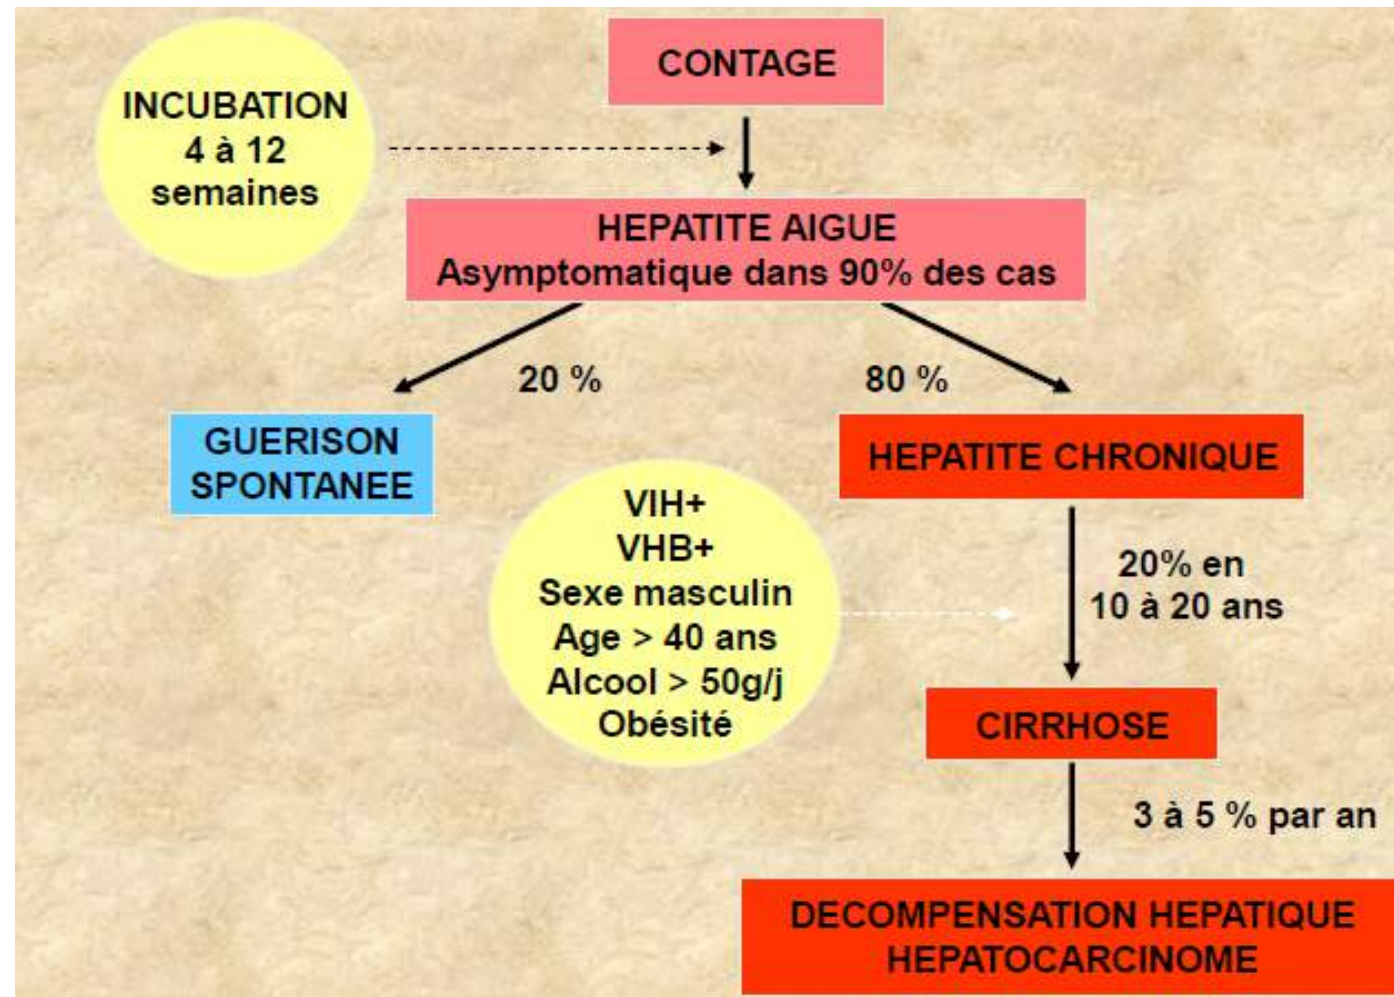 CONTAGE
INCUBATION
4 à 12
semaines
HEPATITE AIGUE
Asymptomatique dans 90% des cas
20 %
80 %
GUERISON
SPONTANEE
HEPATITE CHRONIQUE
VIH+
VHB+
Sexe masculin
Age > 40 ans
Alcool > 50g/j
Obésité
20% en
10 à 20 ans
CIRRHOSE
3 à 5 % par an
DECOMPENSATION HEPATIQUE
HEPATOCARCINOME